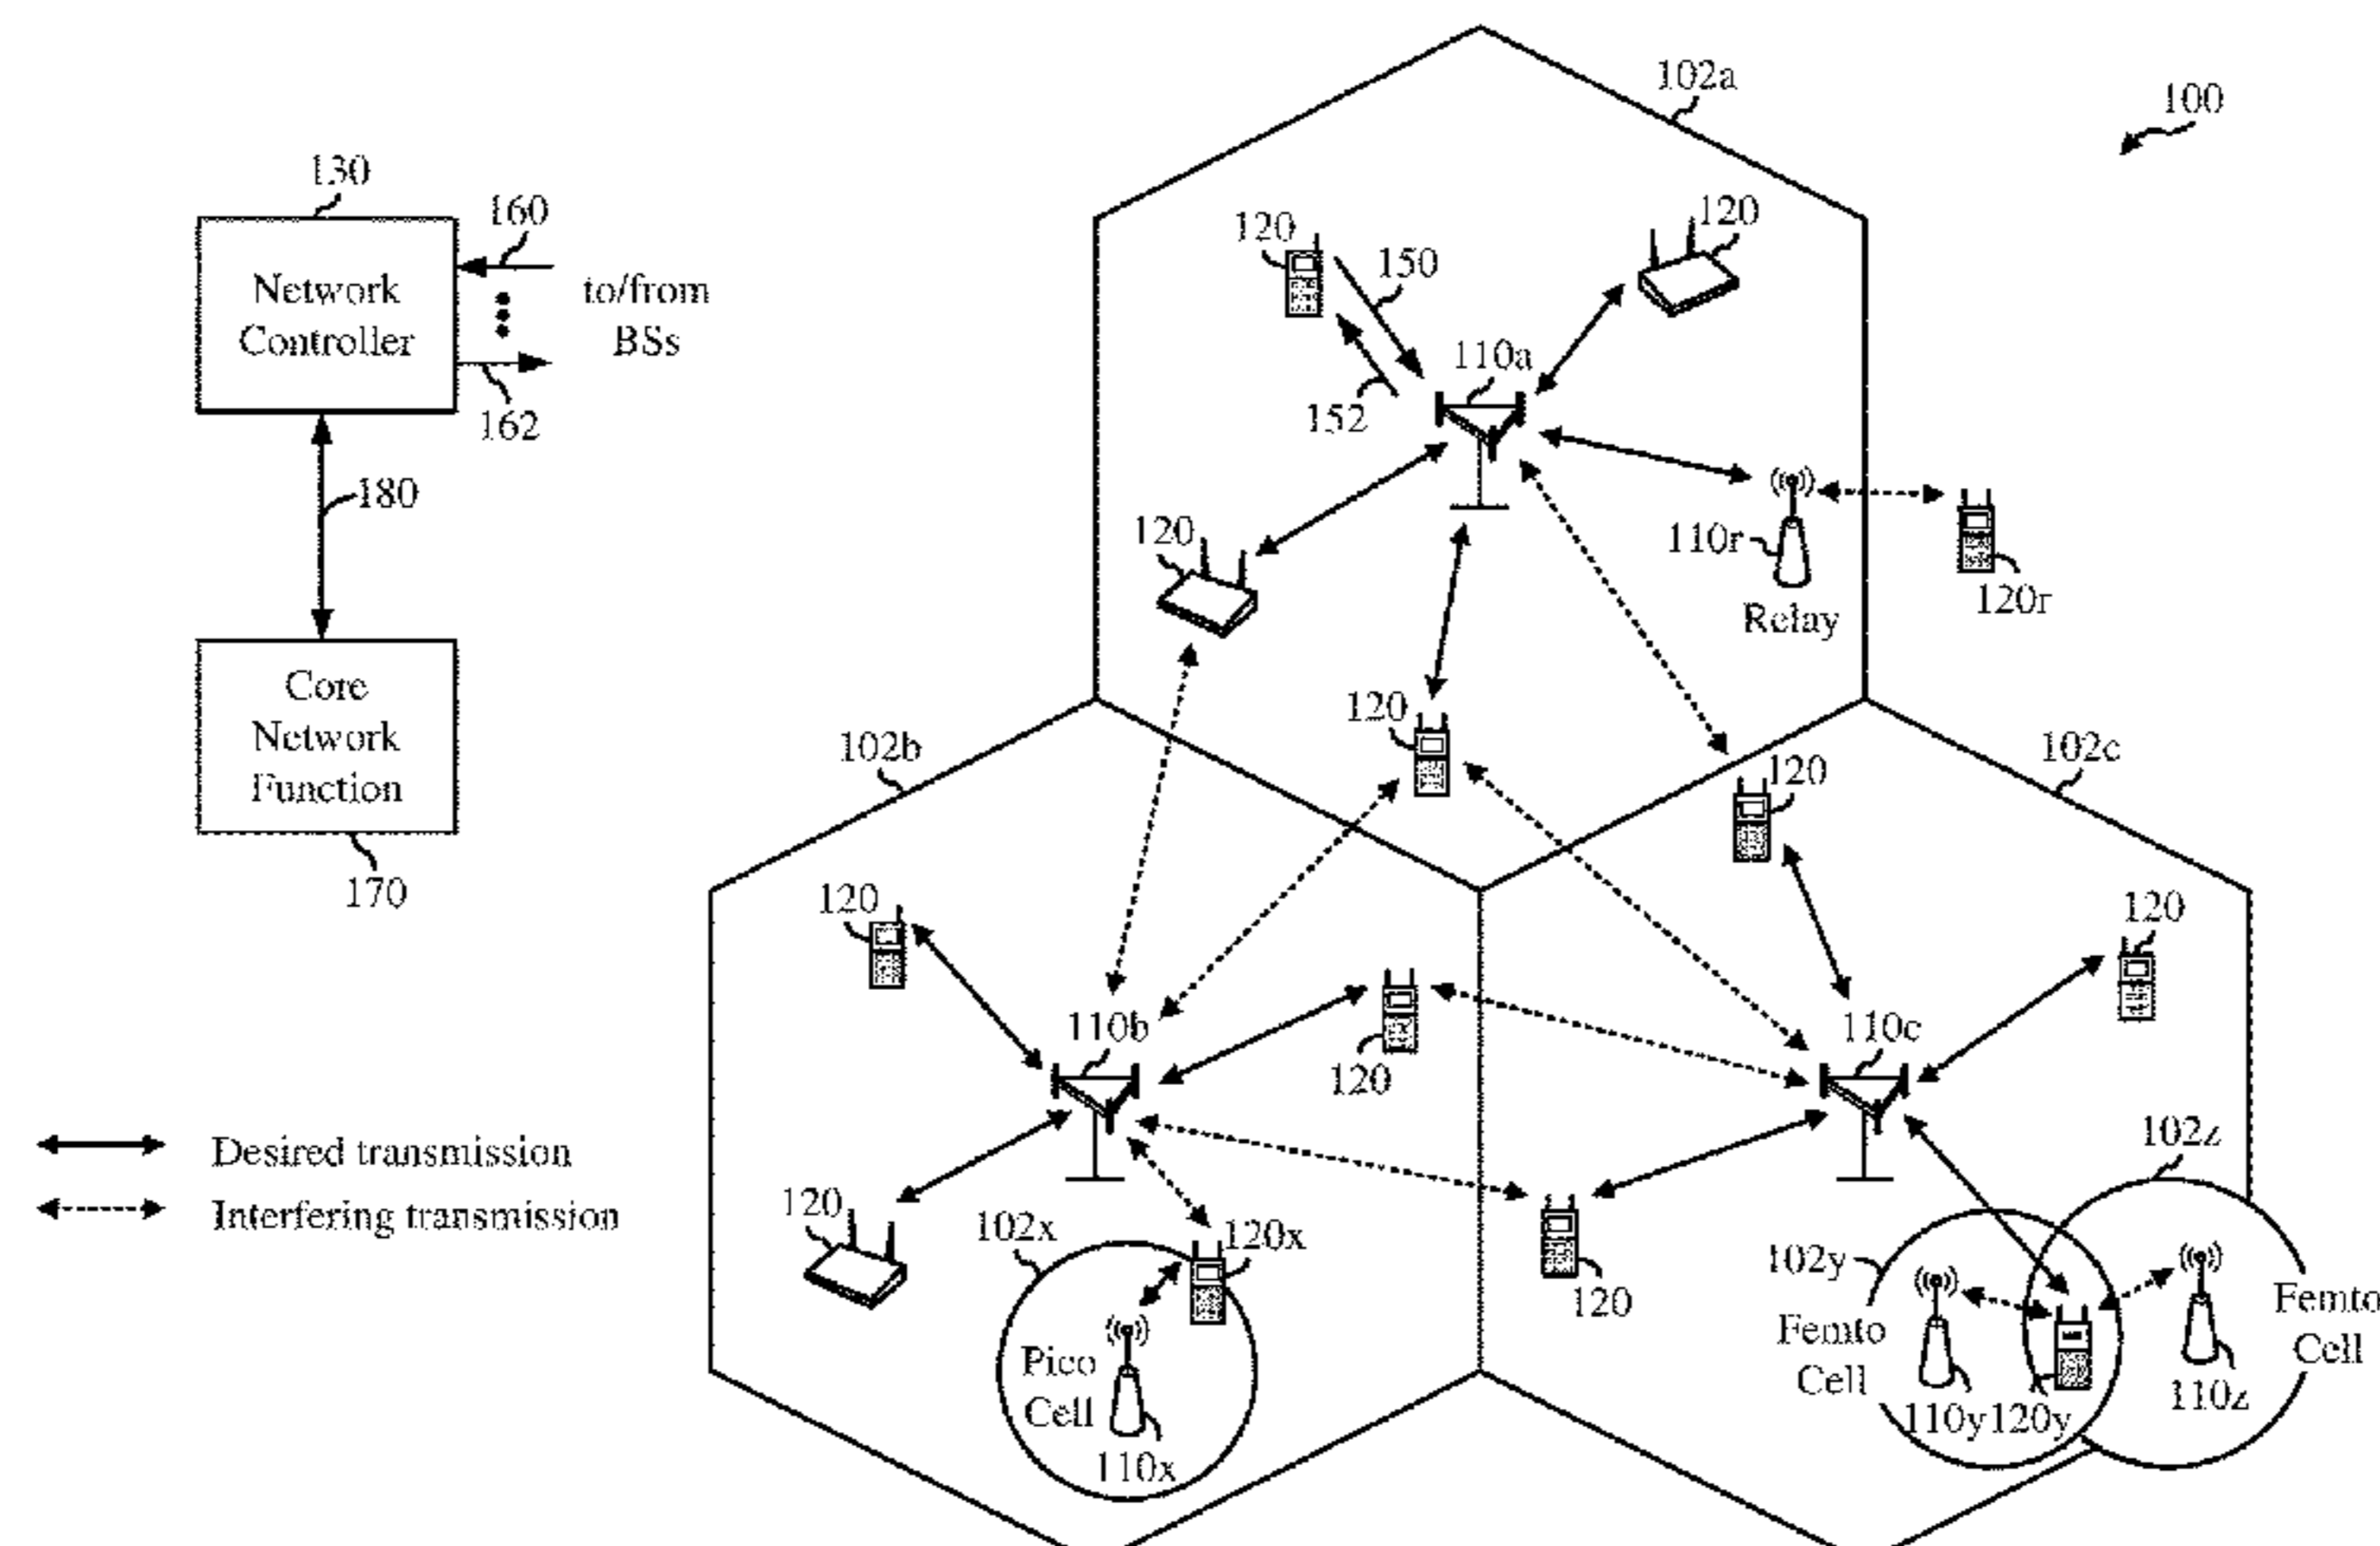 102a
100
130
160
Network
Controller
to/from
BSs
162
180
Core
Network
Function
170
120
150
120
110a
152
120
110r
Relay
120r
120
102b
120
102c
120
120
110b
120
110c
Desired transmission
Interfering transmission
120
102x
120x
Pico
Cell
110x
120
102z
102y
Femto
Cell
110y
120y
110z
Femto
Cell